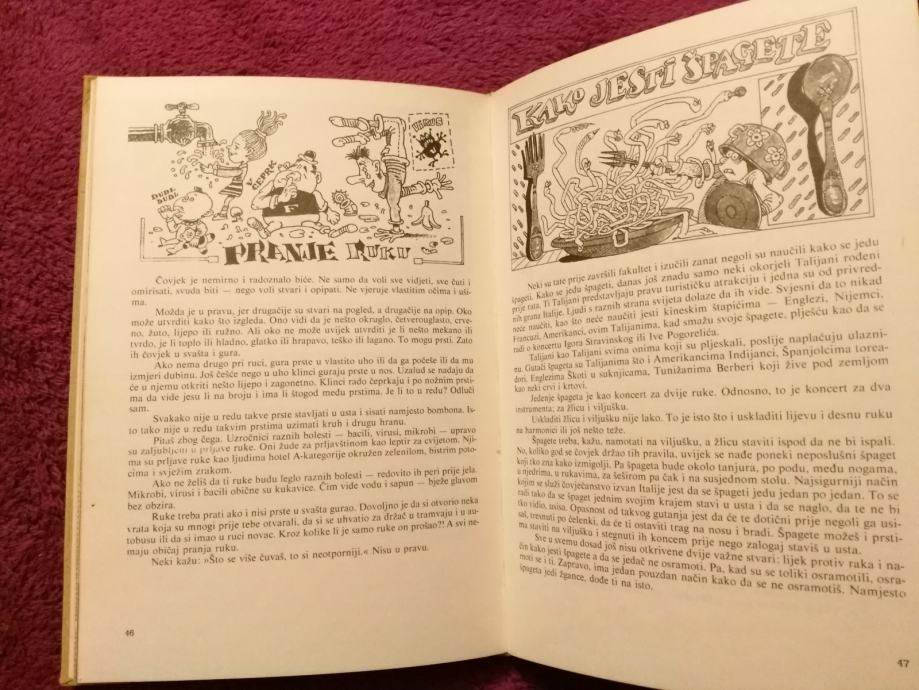 VIRUS
V CEPRK
DUDL
DUDL
F
PRANJE RUKU
Čovjek je nemirno i radoznalo biće. Ne samo da voli sve vidjeti, sve čuti i
omirisati, svuda biti — nego voli stvari i opipati. Ne vjeruje vlastitim očima i uši-
ma.
Možda je u pravu, jer drugačije su stvari na pogled, a drugačije na opip. Oko
može utvrditi kako što izgleda. Ono vidi da je nešto okruglo, četverouglasto, crve-
no, žuto, lijepo ili ružno. Ali oko ne može uvijek utvrditi je li nešto mekano ili
tvrdo, je li toplo ili hladno, glatko ili hrapavo, teško ili lagano. To mogu prsti. Zato
ih čovjek u svašta i gura.
Ako nema drugo pri ruci, gura prste u vlastito uho ili da ga počeše ili da mu
izmjeri dubinu. Još češće nego u uho klinci guraju prste u nos. Uzalud se nadaju da
će u njemu otkriti nešto lijepo i zagonetno. Klinci rado čeprkaju i po nožnim prsti-
ma da vide jesu li na broju i ima li štogod među prstima. Je li to u redu? Odluči
sam.
Svakako nije u redu takve prste stavljati u usta i sisati namjesto bombona. Is-
to tako nije u redu takvim prstima uzimati kruh i drugu hranu.
Pitaš zbog čega. Uzročnici raznih bolesti — bacili, virusi, mikrobi — upravo
su zaljubljeni u prljave ruke. Oni žude za prljavštinom kao leptir za cvijetom. Nji-
ma su prljave ruke kao ljudima hotel A-kategorije okružen zelenilom, bistrim poto-
cima i svježim zrakom.
Ako ne želiš da ti ruke budu leglo raznih bolesti — redovito ih peri prije jela.
Mikrobi, virusi i bacili obične su kukavice. Čim vide vodu i sapun — bježe glavom
bez obzira.
Ruke treba prati ako i nisi prste u svašta gurao. Dovoljno je da si otvorio neka
vrata koja su mnogi prije tebe otvarali, da si se uhvatio za držač u tramvaju i u au-
tobusu ili da si imao u ruci novac. Kroz kolike li je samo ruke on prošao?! A svi ne-
maju običaj pranja ruku.
Neki kažu: »Što se više čuvaš, to si neotporniji.« Nisu u pravu.
46
KAKO JESTI ŠPAGETE
Neki su tate prije završili fakultet i izučili zanat negoli su naučili kako se jedu
špageti. Kako se jedu špageti, danas još znadu samo neki okorjeli Talijani rođeni
prije rata. Ti Talijani predstavljaju pravu turističku atrakciju i jedna su od privred-
nih grana Italije. Ljudi s raznih strana svijeta dolaze da ih vide. Svjesni da to nikad
neće naučiti, kao što neće naučiti jesti kineskim štapićima — Englezi, Nijemci,
Francuzi, Amerikanci, ovim Talijanima, kad smažu svoje špagete, plješću kao da se
radi o koncertu Igora Stravinskog ili Ive Pogorelića.
Talijani kao Talijani svima onima koji su pljeskali, poslije naplaćuju ulazni-
cu. Gutači špageta su Talijanima što i Amerikancima Indijanci, Španjolcima torea-
dori, Englezima Škoti u suknjicama, Tunižanima Berberi koji žive pod zemljom
kao neki crvi i krtovi.
Jedenje špageta je kao koncert za dvije ruke. Odnosno, to je koncert za dva
instrumenta; za žlicu i viljušku.
Uskladiti žlicu i viljušku nije lako. To je isto što i uskladiti lijevu i desnu ruku
na harmonici ili još nešto teže.
Špagete treba, kažu, namotati na viljušku, a žlicu staviti ispod da ne bi ispali.
No, koliko god se čovjek držao tih pravila, uvijek se nađe poneki neposlušni špaget
koji tko zna kako izmigolji. Pa špageta bude okolo tanjura, po podu, među nogama,
u njedrima, u rukavima, za šeširom pa čak i na susjednom stolu. Najsigurniji način
kojim se služi čovječanstvo izvan Italije jest da se špageti jedu jedan po jedan. To se
radi tako da se špaget jednim svojim krajem stavi u usta i da se naglo, da te ne bi
tko vidio, usisa. Opasnost od takvog gutanja jest da će te dotični prije negoli ga usi-
saš, tresnuti po čelenki, da će ti ostaviti trag na nosu i bradi. Špagete možeš i prsti-
ma staviti na viljušku i stegnuti ih koncem prije nego zalogaj staviš u usta.
Sve u svemu dosad još nisu otkrivene dvije važne stvari: lijek protiv raka i na-
čin kako jesti špagete a da se jedač ne osramoti. Pa, kad su se toliki osramotili, osra-
moti se i ti. Zapravo, ima jedan pouzdan način kako da se ne osramotiš. Namjesto
špageta jedi žgance, dođe ti na isto.
47